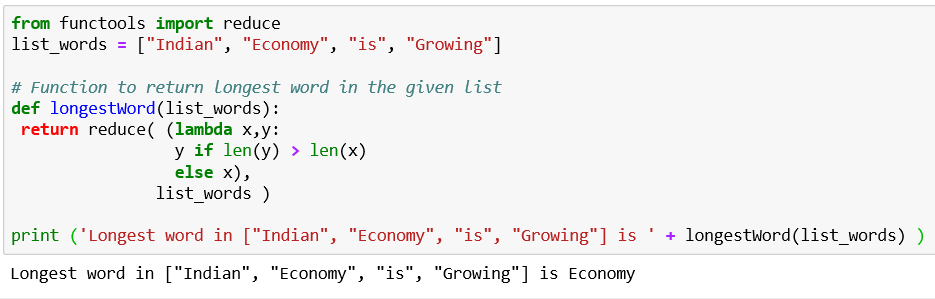 from functools import reduce
list_words = ["Indian", "Economy", "is", "Growing"]
# Function to return longest word in the given list
def longestWord(list_words):
return reduce( (lambda x,y:
y if len(y) > len(x)
else x),
list_words )
print ('Longest word in ["Indian", "Economy", "is", "Growing"] is ' + longestWord(list_words) )
Longest word in ["Indian", "Economy", "is", "Growing"] is Economy